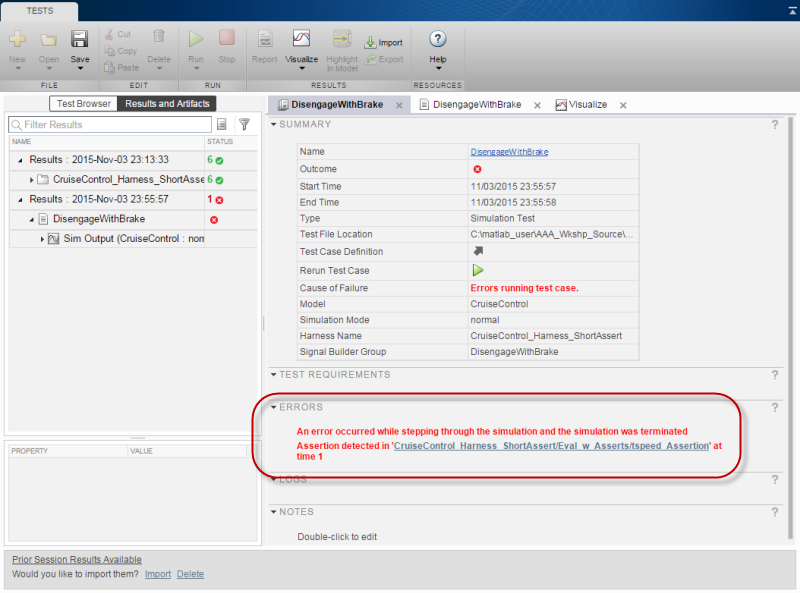 TESTS
New
Open
Save
Cut
Copy
Paste
Delete
Run
Stop
Report
Visualize
Highlight
in Model
Import
Export
Help
FILE
EDIT
RUN
RESULTS
RESOURCES
Test Browser
Results and Artifacts
Filter Results
NAME
STATUS
Results : 2015-Nov-03 23:13:33
6
CruiseControl_Harness_ShortAsse
6
Results : 2015-Nov-03 23:55:57
1
DisengageWithBrake
Sim Output (CruiseControl : norr
PROPERTY
VALUE
DisengageWithBrake
DisengageWithBrake
Visualize
SUMMARY
?
Name
DisengageWithBrake
Outcome
Start Time
11/03/2015 23:55:57
End Time
11/03/2015 23:55:58
Type
Simulation Test
Test File Location
C:\matlab_user\AAA_Wkshp_Source\...
Test Case Definition
Rerun Test Case
Cause of Failure
Errors running test case.
Model
CruiseControl
Simulation Mode
normal
Harness Name
CruiseControl_Harness_ShortAssert
Signal Builder Group
DisengageWithBrake
TEST REQUIREMENTS
?
ERRORS
?
An error occurred while stepping through the simulation and the simulation was terminated
Assertion detected in 'CruiseControl_Harness_ShortAssert/Eval_w_Asserts/tspeed_Assertion' at
time 1
LOGS
?
NOTES
?
Double-click to edit
Prior Session Results Available
Would you like to import them? Import Delete